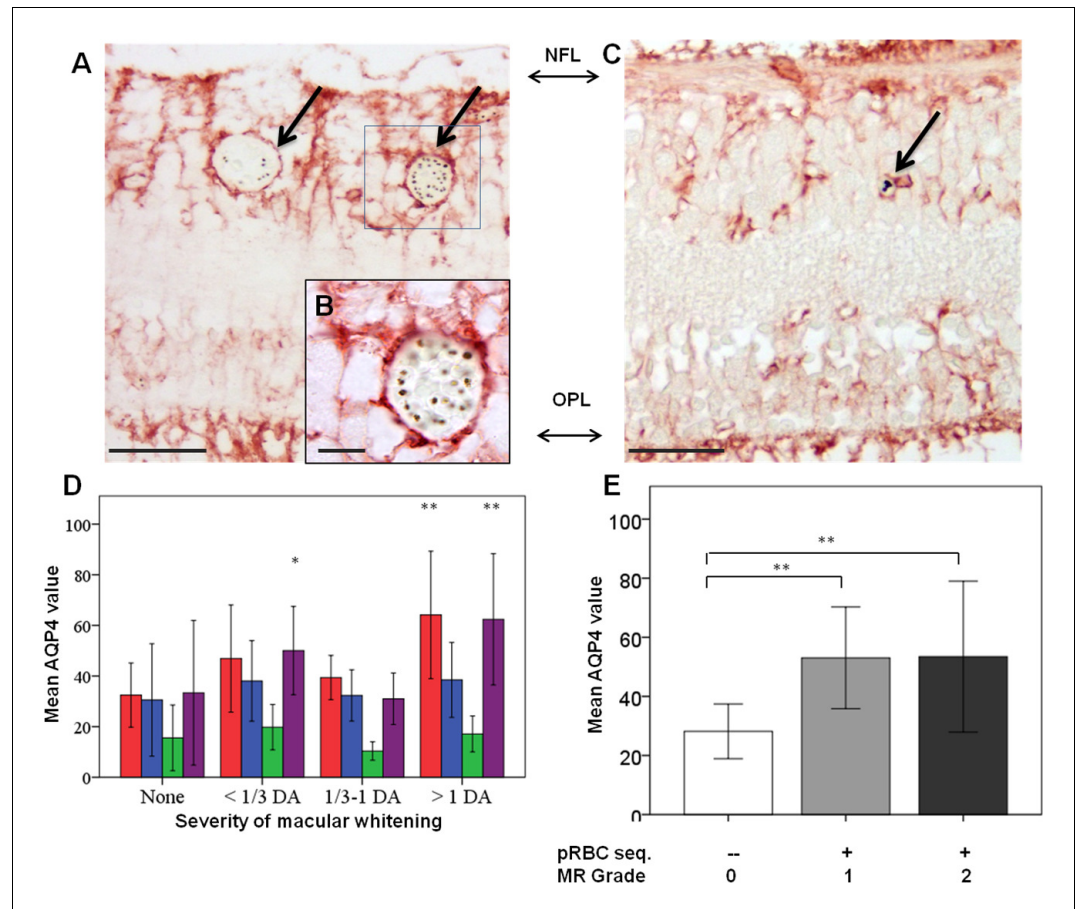 A
NFL
C
B
OPL
D
**
**
*
100
80
60
40
20
0
Mean AQP4 value
None
< 1/3 DA
1/3-1 DA
> 1 DA
Severity of macular whitening
E
100
80
60
40
20
0
Mean AQP4 value
**
**
pRBC seq. -- + +
MR Grade 0 1 2